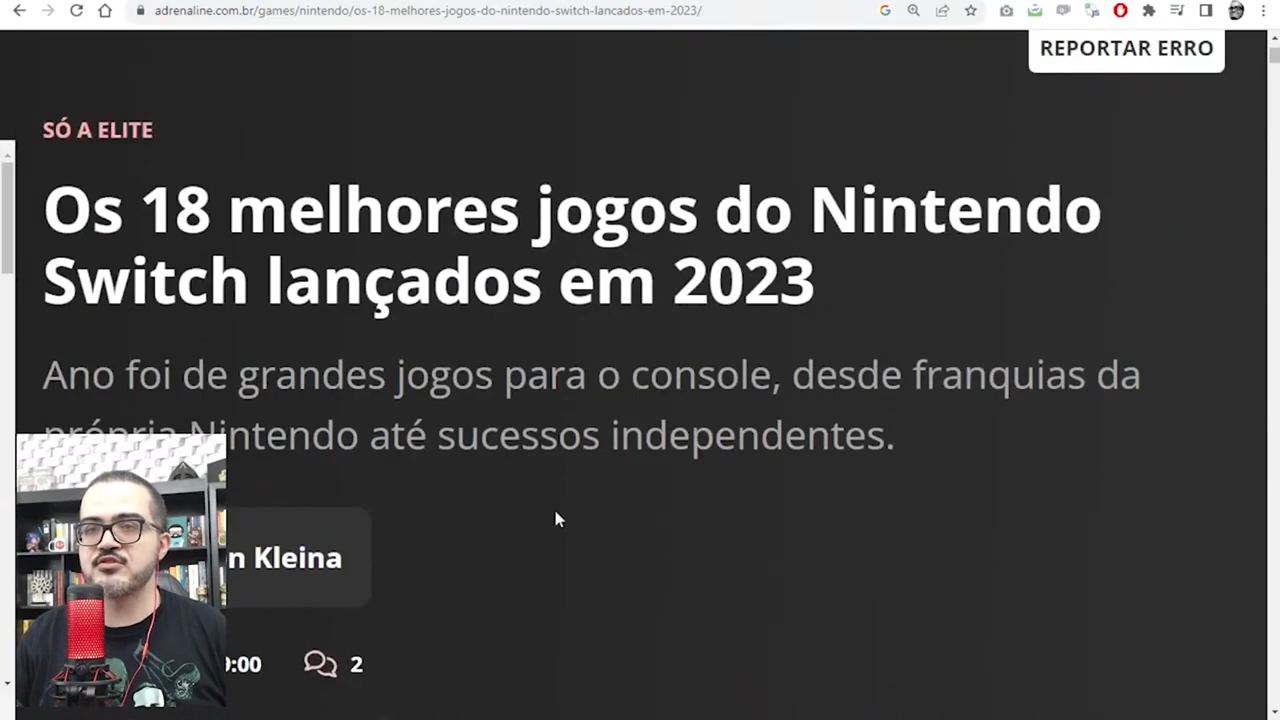 adrenaline.com.br/games/nintendo/os-18-melhores-jogos-do-nintendo-switch-lancados-em-2023/
REPORTAR ERRO
SÓ A ELITE
Os 18 melhores jogos do Nintendo
Switch lançados em 2023
Ano foi de grandes jogos para o console, desde franquias da
própria Nintendo até sucessos independentes.
n Kleina
9:00 2